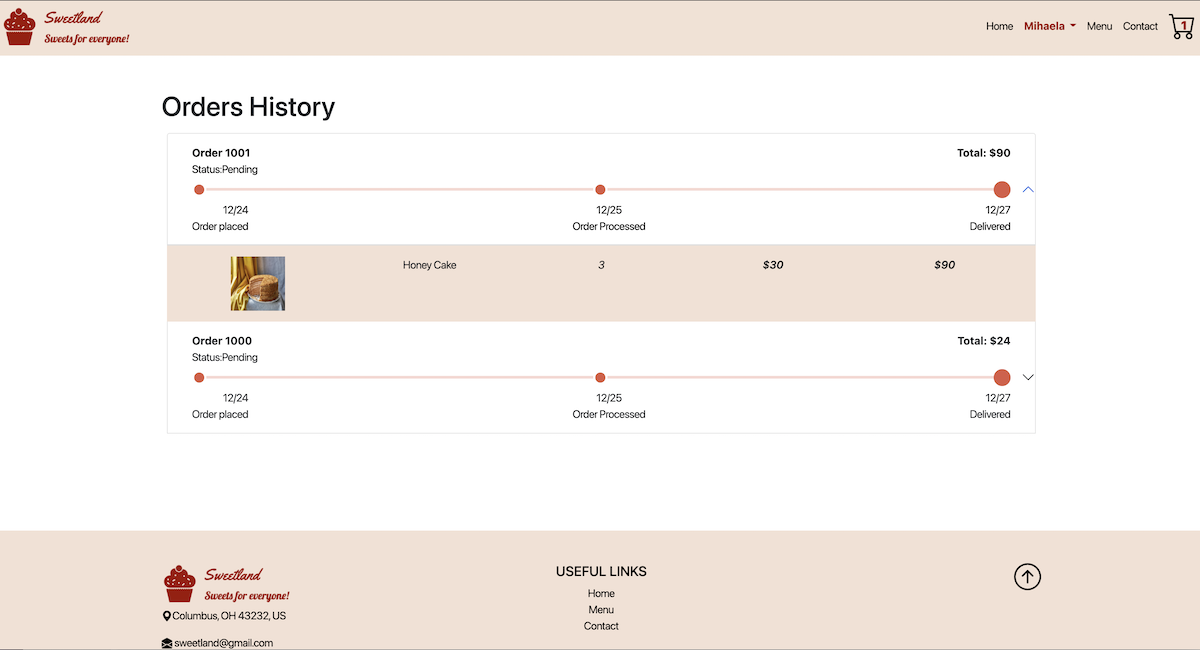 Sweetland
Sweets for everyone!
Home Mihaela Menu Contact 1
Orders History
Order 1001 Total: $90
Status:Pending
12/24 12/25 12/27
Order placed Order Processed Delivered
Honey Cake 3 $30 $90
Order 1000 Total: $24
Status:Pending
12/24 12/25 12/27
Order placed Order Processed Delivered
Sweetland
Sweets for everyone!
Columbus, OH 43232, US
sweetland@gmail.com
USEFUL LINKS
Home
Menu
Contact